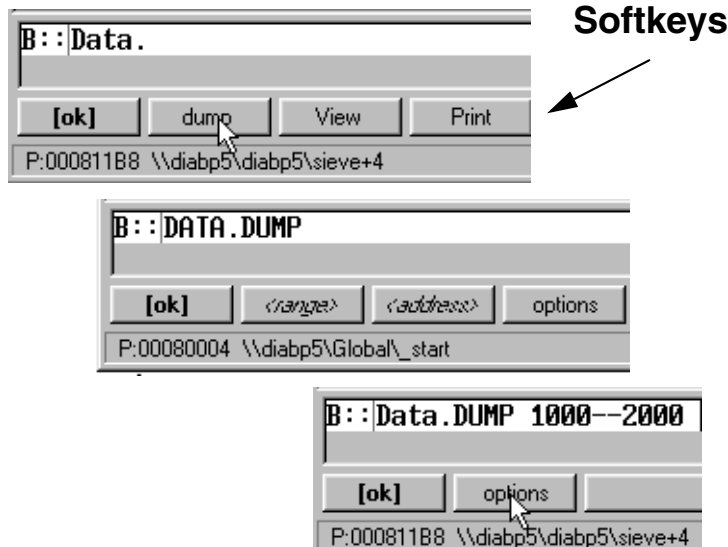 Softkeys
B::Data.
[ok] dump View Print
P:000811B8 \\diabp5\diabp5\sieve+4
B::DATA.DUMP
[ok] <range> <address> options
P:00080004 \\diabp5\Global\_start
B::Data.DUMP 1000--2000
[ok] options
P:000811B8 \\diabp5\diabp5\sieve+4